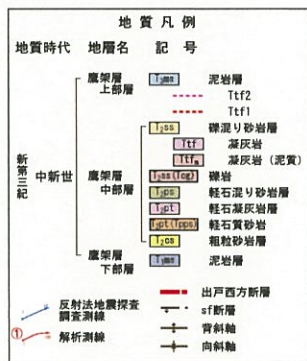 地質凡例
地質時代 地層名 記号
新第三紀
中新世
鷹架層
上部層
T₃ms 泥岩層
Ttf2
Ttf1
鷹架層
中部層
T₂ss 礫混り砂岩層
Ttf 凝灰岩
Ttfm 凝灰岩（泥質）
T₂ss(Tcg) 礫岩
T₂ps 軽石混り砂岩層
T₂pt 軽石凝灰岩層
T₂pt(Tpps) 軽石質砂岩
T₂cs 粗粒砂岩層
鷹架層
下部層
T₁ms 泥岩層
反射法地震探査
調査測線
① 解析測線
出戸西方断層
sf断層
背斜軸
向斜軸